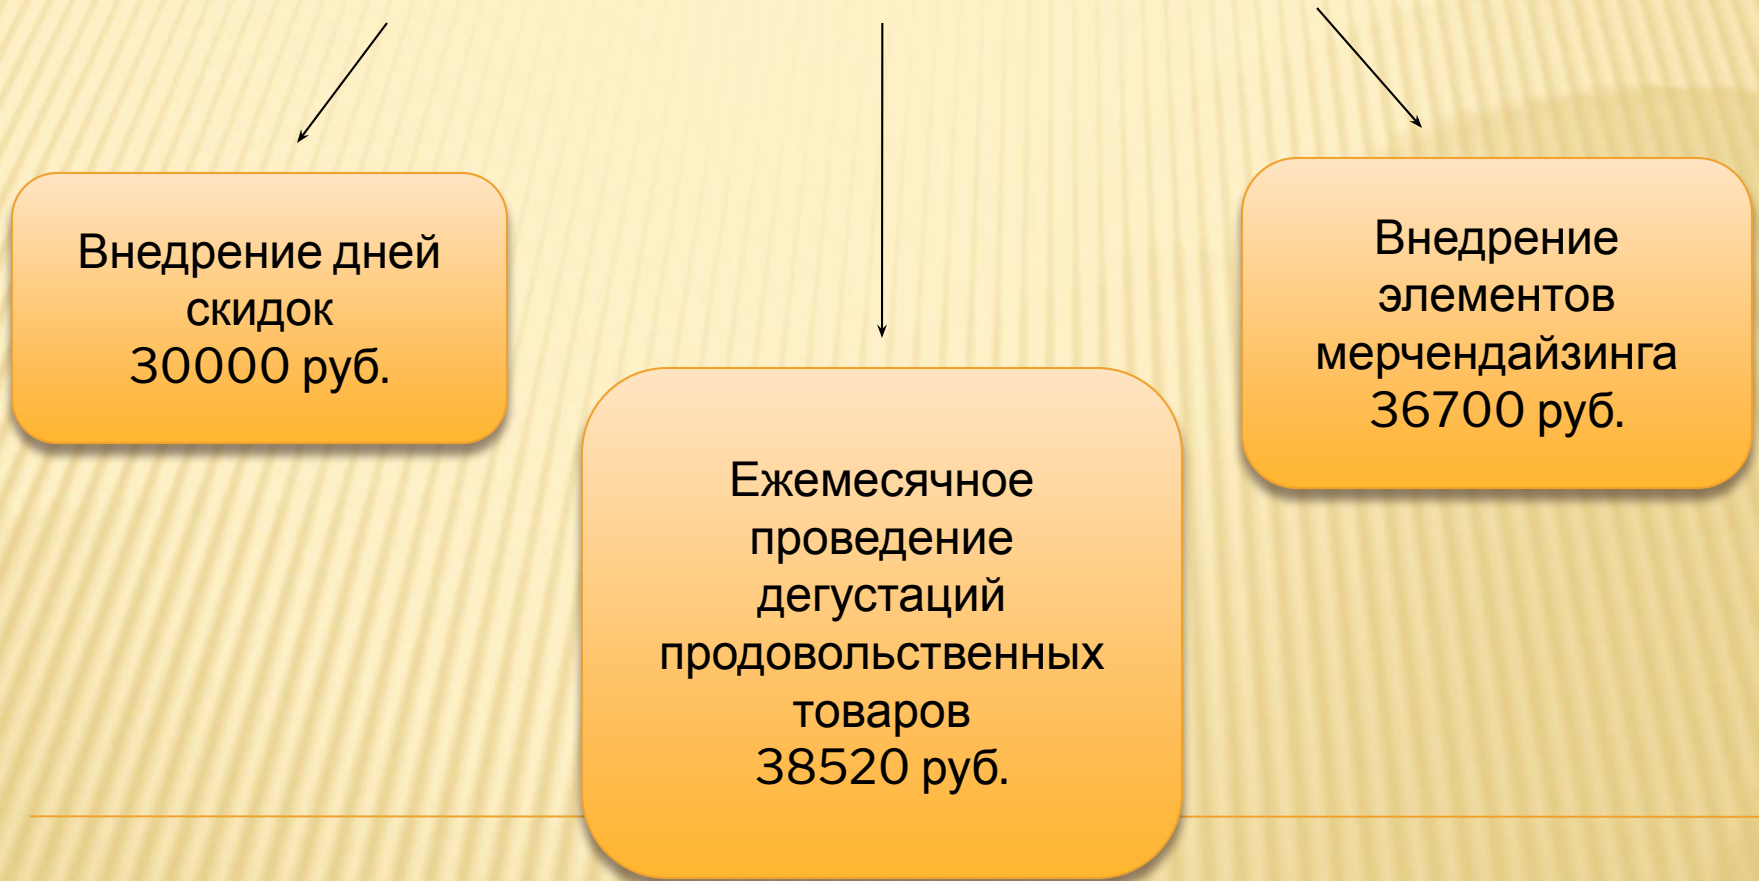 Внедрение дней
скидок
30000 руб.
Ежемесячное
проведение
дегустаций
продовольственных
товаров
38520 руб.
Внедрение
элементов
мерчендайзинга
36700 руб.